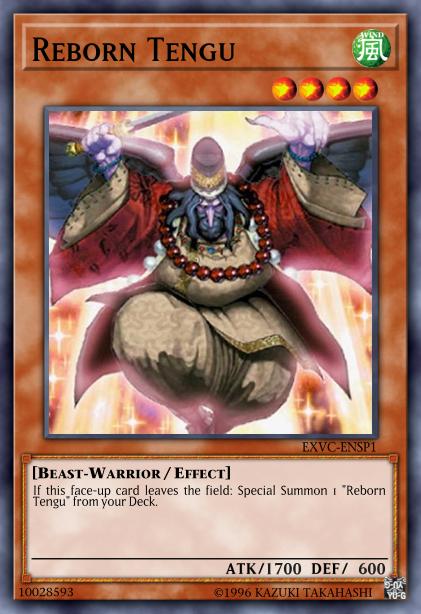 REBORN TENGU
WIND
風
EXVC-ENSP1
[BEAST-WARRIOR / EFFECT]
If this face-up card leaves the field: Special Summon 1 "Reborn
Tengu" from your Deck.
ATK/1700 DEF/ 600
10028593
©1996 KAZUKI TAKAHASHI